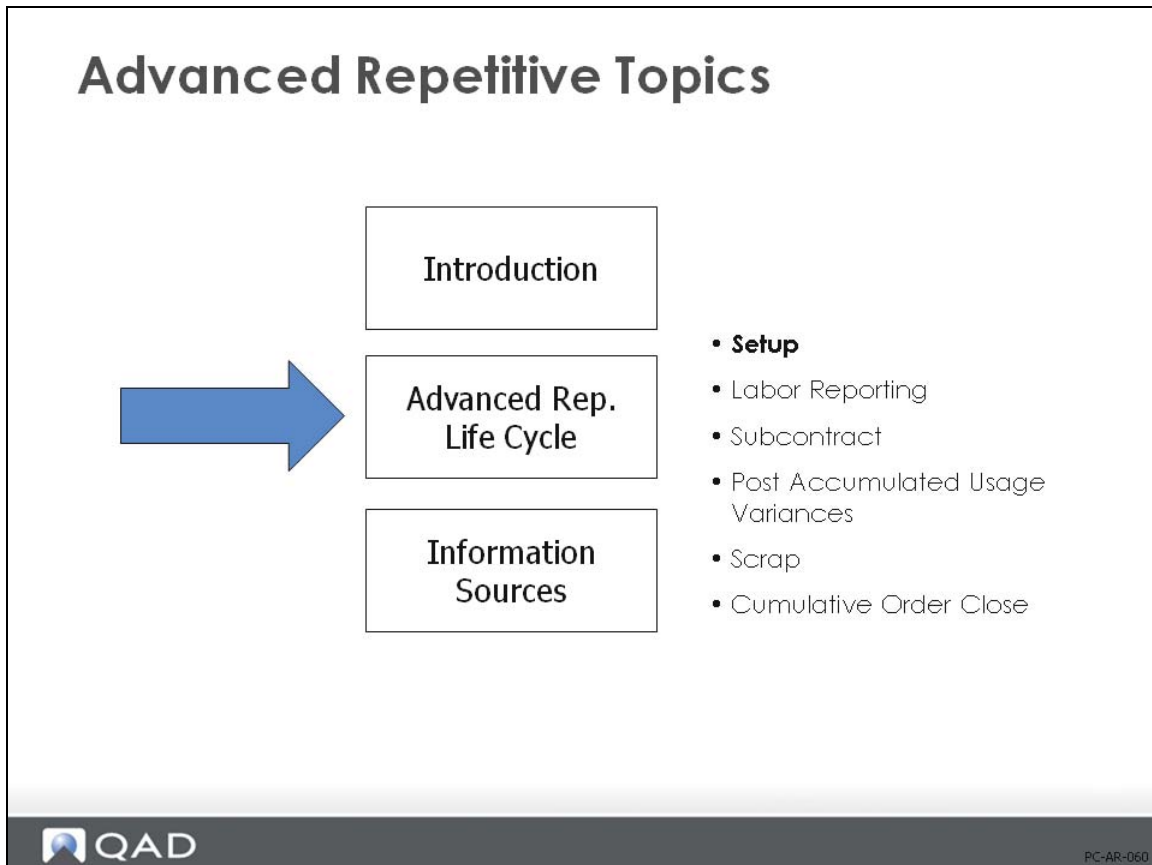 Advanced Repetitive Topics
Introduction
Advanced Rep.
Life Cycle
Information
Sources
• Setup
• Labor Reporting
• Subcontract
• Post Accumulated Usage
Variances
• Scrap
• Cumulative Order Close
QAD
PC-AR-060